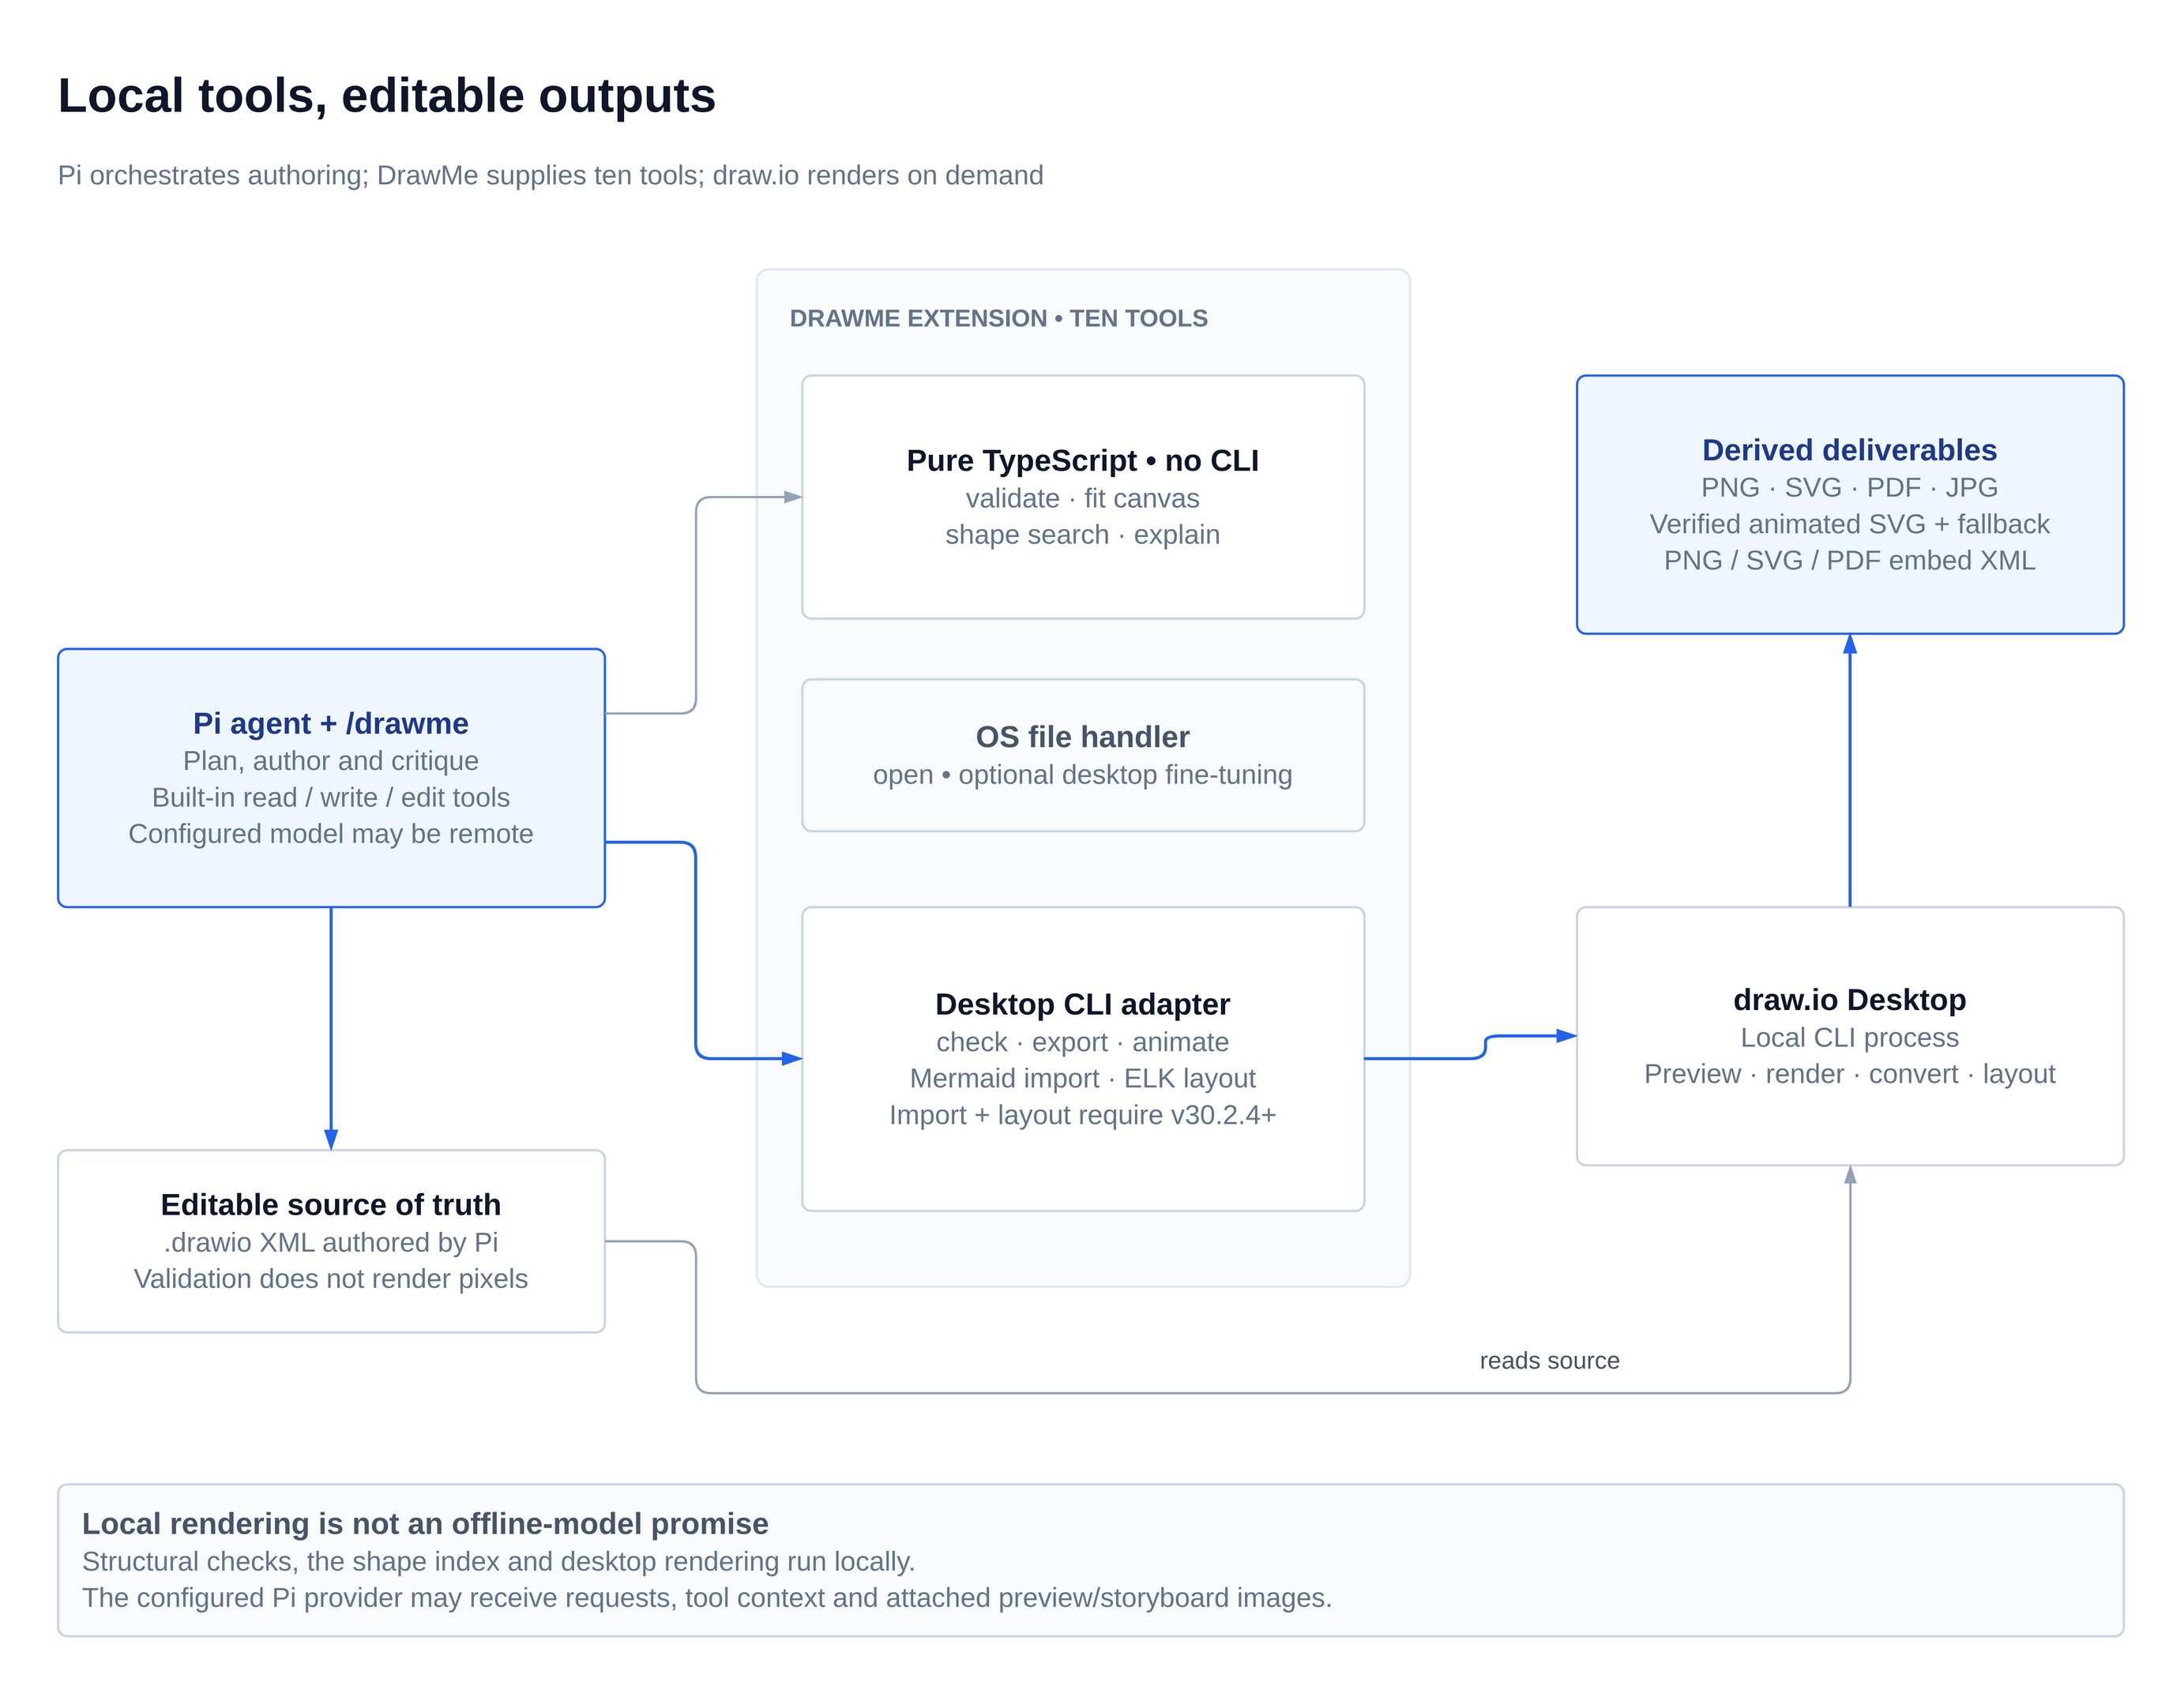 Local tools, editable outputs
Pi orchestrates authoring; DrawMe supplies ten tools; draw.io renders on demand
DRAWME EXTENSION • TEN TOOLS
Pure TypeScript • no CLI
validate · fit canvas
shape search · explain
Derived deliverables
PNG · SVG · PDF · JPG
Verified animated SVG + fallback
PNG / SVG / PDF embed XML
Pi agent + /drawme
Plan, author and critique
Built-in read / write / edit tools
Configured model may be remote
OS file handler
open • optional desktop fine-tuning
Desktop CLI adapter
check · export · animate
Mermaid import · ELK layout
Import + layout require v30.2.4+
draw.io Desktop
Local CLI process
Preview · render · convert · layout
Editable source of truth
.drawio XML authored by Pi
Validation does not render pixels
reads source
Local rendering is not an offline-model promise
Structural checks, the shape index and desktop rendering run locally.
The configured Pi provider may receive requests, tool context and attached preview/storyboard images.